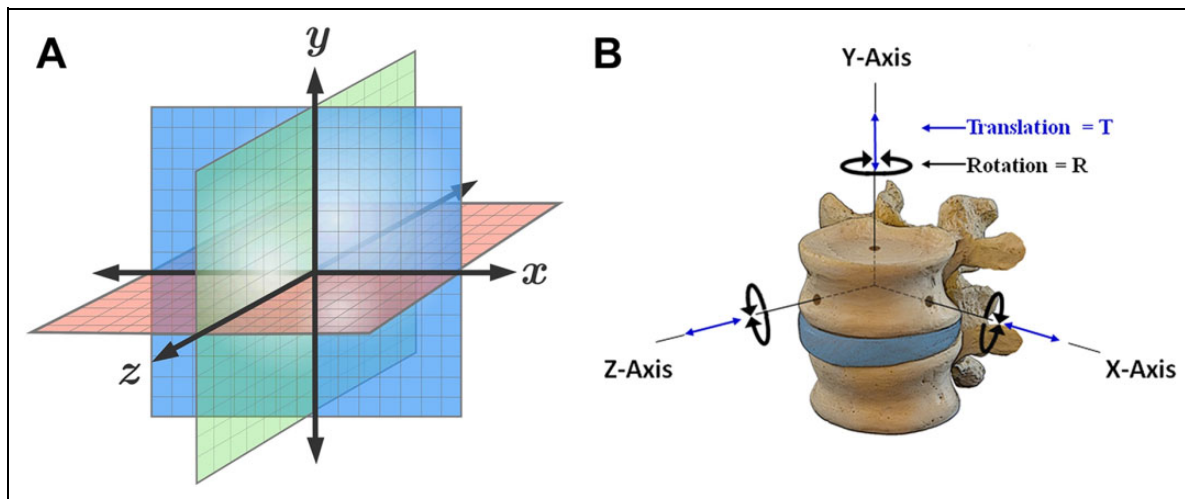 A
y
x
z
B
Y-Axis
Translation = T
Rotation = R
Z-Axis
X-Axis